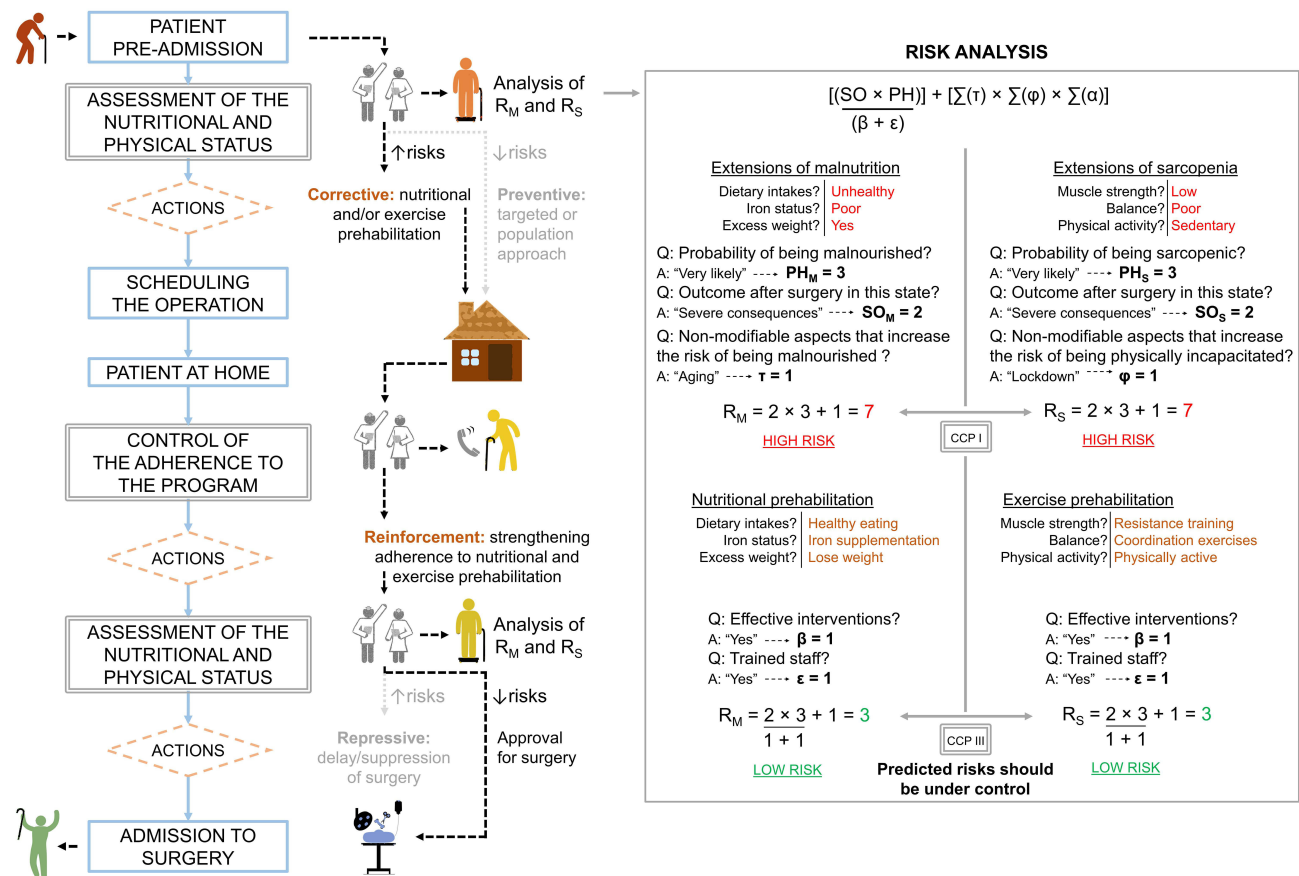 PATIENT
PRE-ADMISSION
ASSESSMENT OF THE
NUTRITIONAL AND
PHYSICAL STATUS
ACTIONS
SCHEDULING
THE OPERATION
PATIENT AT HOME
CONTROL OF
THE ADHERENCE TO
THE PROGRAM
ACTIONS
ASSESSMENT OF THE
NUTRITIONAL AND
PHYSICAL STATUS
ACTIONS
ADMISSION TO
SURGERY
Analysis of
R_M and R_S
↑risks
↓risks
Corrective: nutritional
and/or exercise
prehabilitation
Preventive:
targeted or
population
approach
Reinforcement: strengthening
adherence to nutritional and
exercise prehabilitation
Analysis of
R_M and R_S
↑risks
↓risks
Repressive:
delay/suppression
of surgery
Approval
for surgery
RISK ANALYSIS
[(SO × PH)] + [∑(τ) × ∑(φ) × ∑(α)]
(β + ε)
Extensions of malnutrition
Dietary intakes? Unhealthy
Iron status? Poor
Excess weight? Yes
Q: Probability of being malnourished?
A: “Very likely” PH_M = 3
Q: Outcome after surgery in this state?
A: “Severe consequences” SO_M = 2
Q: Non-modifiable aspects that increase
the risk of being malnourished ?
A: “Aging” τ = 1
R_M = 2 × 3 + 1 = 7
HIGH RISK
Extensions of sarcopenia
Muscle strength? Low
Balance? Poor
Physical activity? Sedentary
Q: Probability of being sarcopenic?
A: “Very likely” PH_S = 3
Q: Outcome after surgery in this state?
A: “Severe consequences” SO_S = 2
Q: Non-modifiable aspects that increase
the risk of being physically incapacitated?
A: “Lockdown” φ = 1
R_S = 2 × 3 + 1 = 7
HIGH RISK
CCP I
Nutritional prehabilitation
Dietary intakes? Healthy eating
Iron status? Iron supplementation
Excess weight? Lose weight
Q: Effective interventions?
A: “Yes” β = 1
Q: Trained staff?
A: “Yes” ε = 1
R_M = 2 × 3 + 1 = 3
1 + 1
LOW RISK
Exercise prehabilitation
Muscle strength? Resistance training
Balance? Coordination exercises
Physical activity? Physically active
Q: Effective interventions?
A: “Yes” β = 1
Q: Trained staff?
A: “Yes” ε = 1
R_S = 2 × 3 + 1 = 3
1 + 1
LOW RISK
CCP III
Predicted risks should
be under control